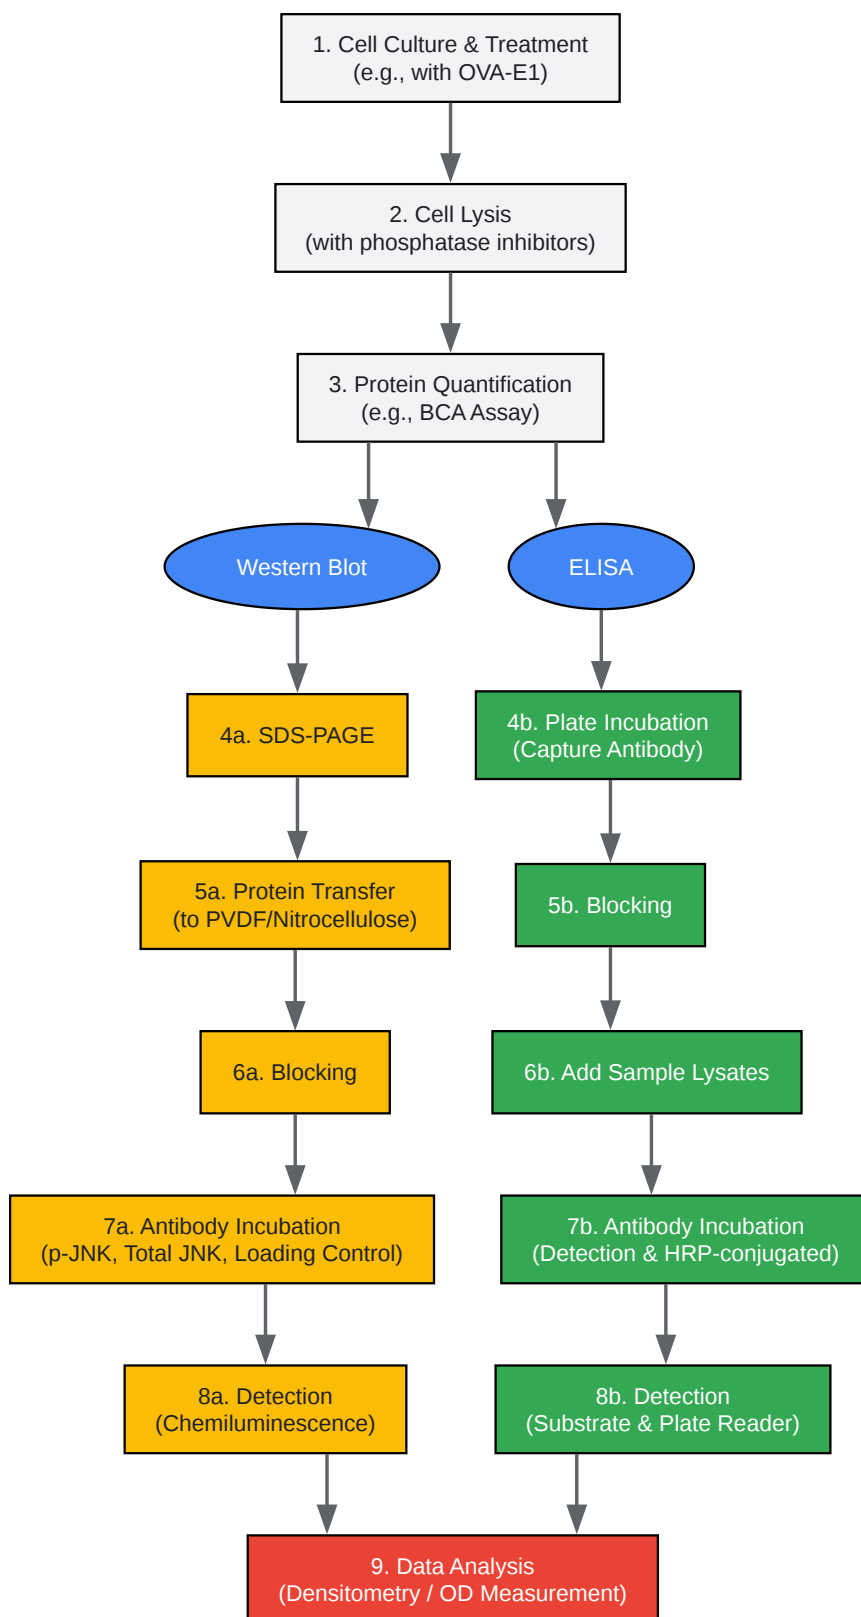 1. Cell Culture & Treatment
(e.g., with OVA-E1)
2. Cell Lysis
(with phosphatase inhibitors)
3. Protein Quantification
(e.g., BCA Assay)
Western Blot
ELISA
4a. SDS-PAGE
4b. Plate Incubation
(Capture Antibody)
5a. Protein Transfer
(to PVDF/Nitrocellulose)
5b. Blocking
6a. Blocking
6b. Add Sample Lysates
7a. Antibody Incubation
(p-JNK, Total JNK, Loading Control)
7b. Antibody Incubation
(Detection & HRP-conjugated)
8a. Detection
(Chemiluminescence)
8b. Detection
(Substrate & Plate Reader)
9. Data Analysis
(Densitometry / OD Measurement)